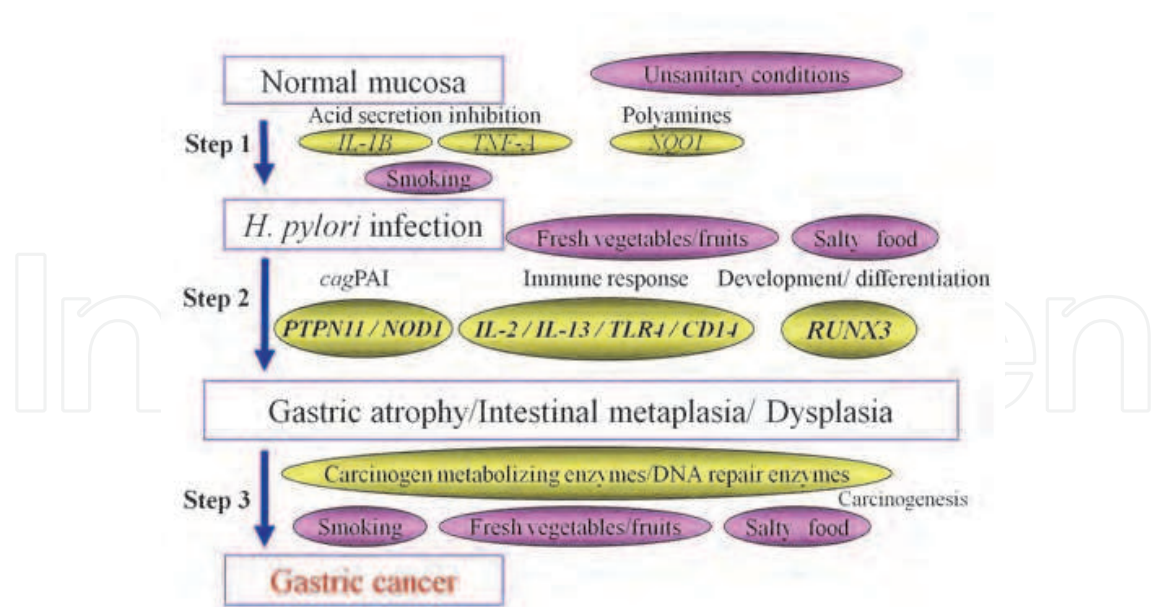 Normal mucosa
Unsanitary conditions
Acid secretion inhibition
Polyamines
Step 1
IL-1B
TNF-A
NQO1
Smoking
H. pylori infection
Fresh vegetables/fruits
Salty food
cagPAI
Immune response
Development/ differentiation
Step 2
PTPN11 / NOD1
IL-2 / IL-13 / TLR4 / CD14
RUNX3
Gastric atrophy/Intestinal metaplasia/ Dysplasia
Carcinogen metabolizing enzymes/DNA repair enzymes
Carcinogenesis
Step 3
Smoking
Fresh vegetables/fruits
Salty food
Gastric cancer